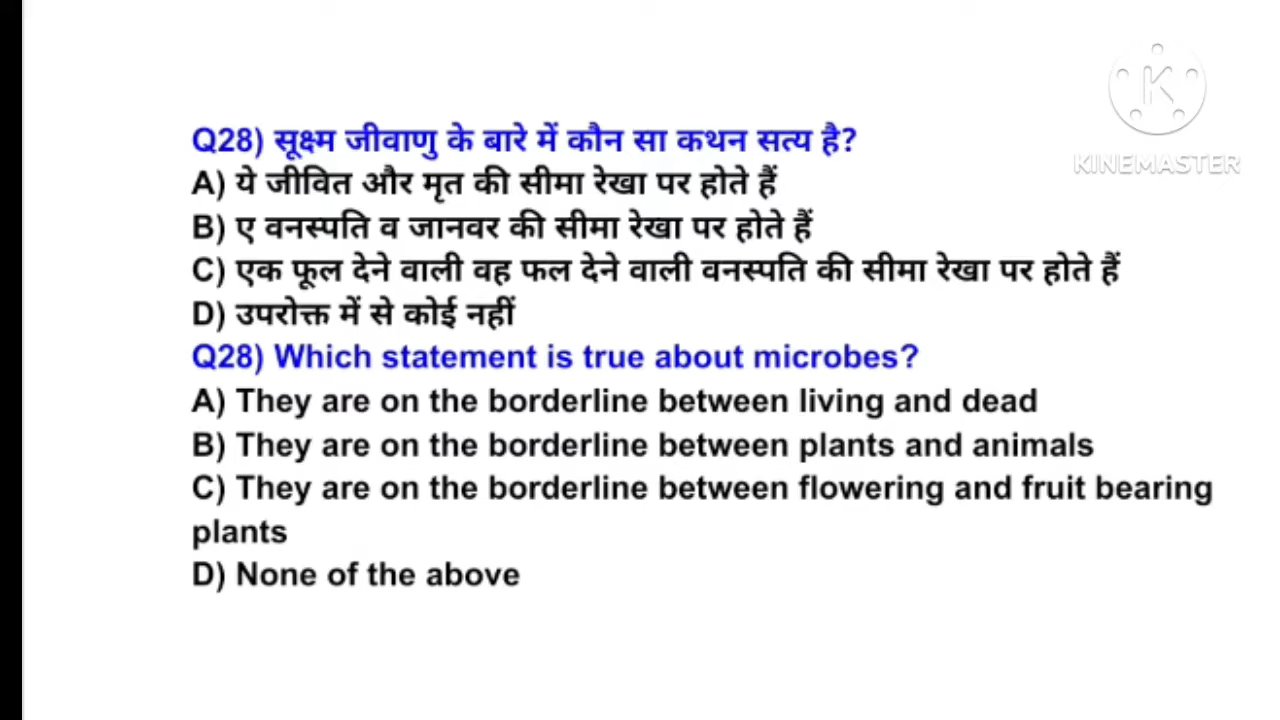 Q28) सूक्ष्म जीवाणु के बारे में कौन सा कथन सत्य है?
A) ये जीवित और मृत की सीमा रेखा पर होते हैं
B) ए वनस्पति व जानवर की सीमा रेखा पर होते हैं
C) एक फूल देने वाली वह फल देने वाली वनस्पति की सीमा रेखा पर होते हैं
D) उपरोक्त में से कोई नहीं
Q28) Which statement is true about microbes?
A) They are on the borderline between living and dead
B) They are on the borderline between plants and animals
C) They are on the borderline between flowering and fruit bearing
plants
D) None of the above
K
KINEMASTER